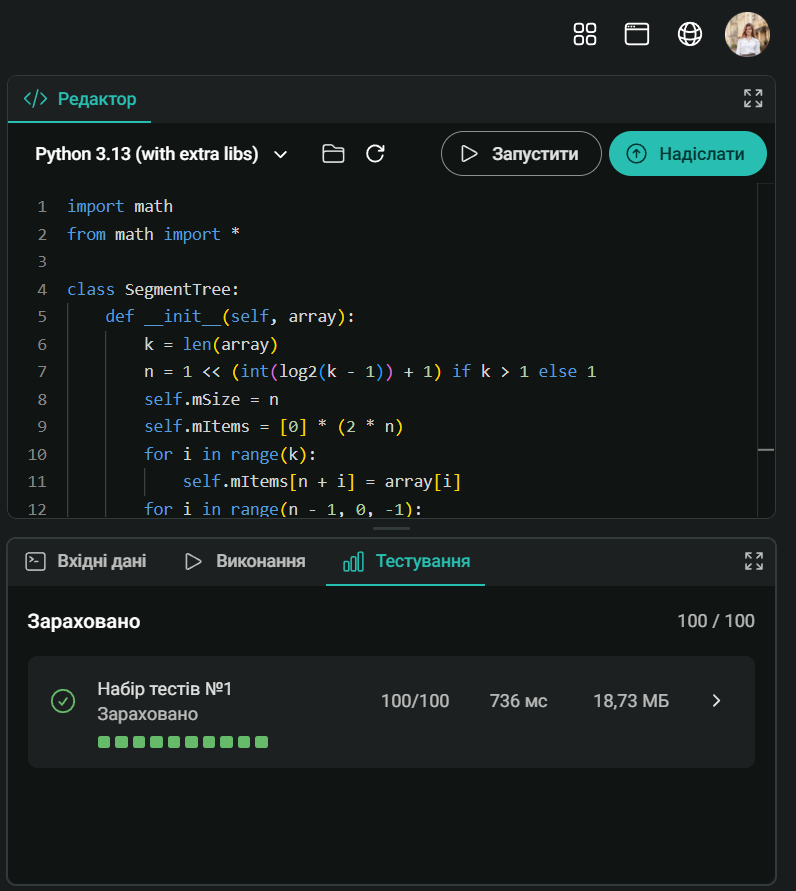 Редактор
Python 3.13 (with extra libs)
Запустити
Надіслати
1 import math
2 from math import *
3
4 class SegmentTree:
5     def __init__(self, array):
6         k = len(array)
7         n = 1 << (int(log2(k - 1)) + 1) if k > 1 else 1
8         self.mSize = n
9         self.mItems = [0] * (2 * n)
10         for i in range(k):
11             self.mItems[n + i] = array[i]
12         for i in range(n - 1, 0, -1):
Вхідні дані
Виконання
Тестування
Зараховано
100 / 100
Набір тестів №1
Зараховано
100/100
736 мс
18,73 МБ